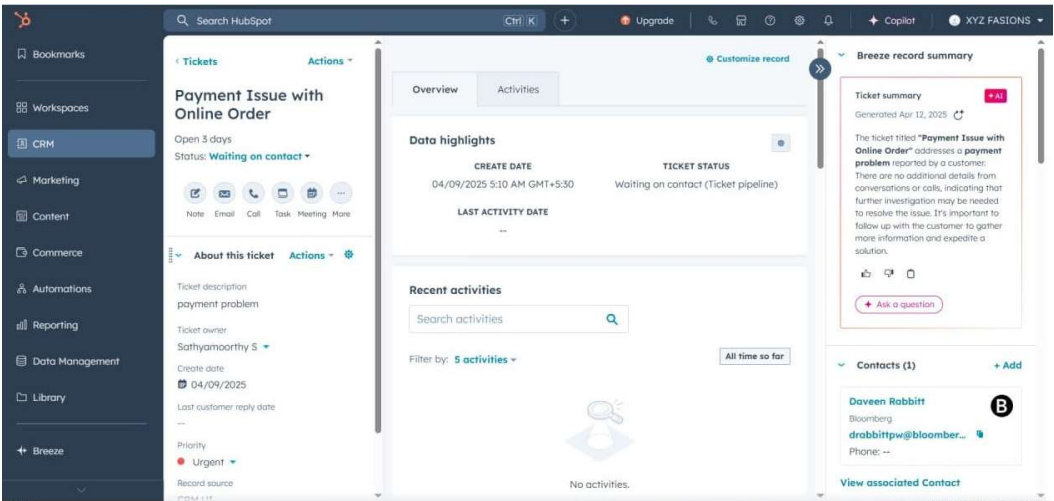 Search HubSpot
Ctrl K
+
Upgrade
Copilot
XYZ FASIONS
Bookmarks
Workspaces
CRM
Marketing
Content
Commerce
Automations
Reporting
Data Management
Library
Breeze
‹ Tickets
Actions
Payment Issue with
Online Order
Open 3 days
Status: Waiting on contact
Note Email Call Task Meeting More
About this ticket Actions
Ticket description
payment problem
Ticket owner
Sathyamoorthy S
Create date
04/09/2025
Last customer reply date
--
Priority
Urgent
Record source
CRM UI
Customize record
Overview
Activities
Data highlights
CREATE DATE
04/09/2025 5:10 AM GMT+5:30
TICKET STATUS
Waiting on contact (Ticket pipeline)
LAST ACTIVITY DATE
--
Recent activities
Search activities
Filter by: 5 activities
All time so far
No activities.
Breeze record summary
Ticket summary
AI
Generated Apr 12, 2025
The ticket titled "Payment Issue with
Online Order" addresses a payment
problem reported by a customer.
There are no additional details from
conversations or calls, indicating that
further investigation may be needed
to resolve the issue. It's important to
follow up with the customer to gather
more information and expedite a
solution.
Ask a question
Contacts (1)
+ Add
Daveen Rabbitt
B
Bloomberg
drabbittpw@bloomber...
Phone: --
View associated Contact